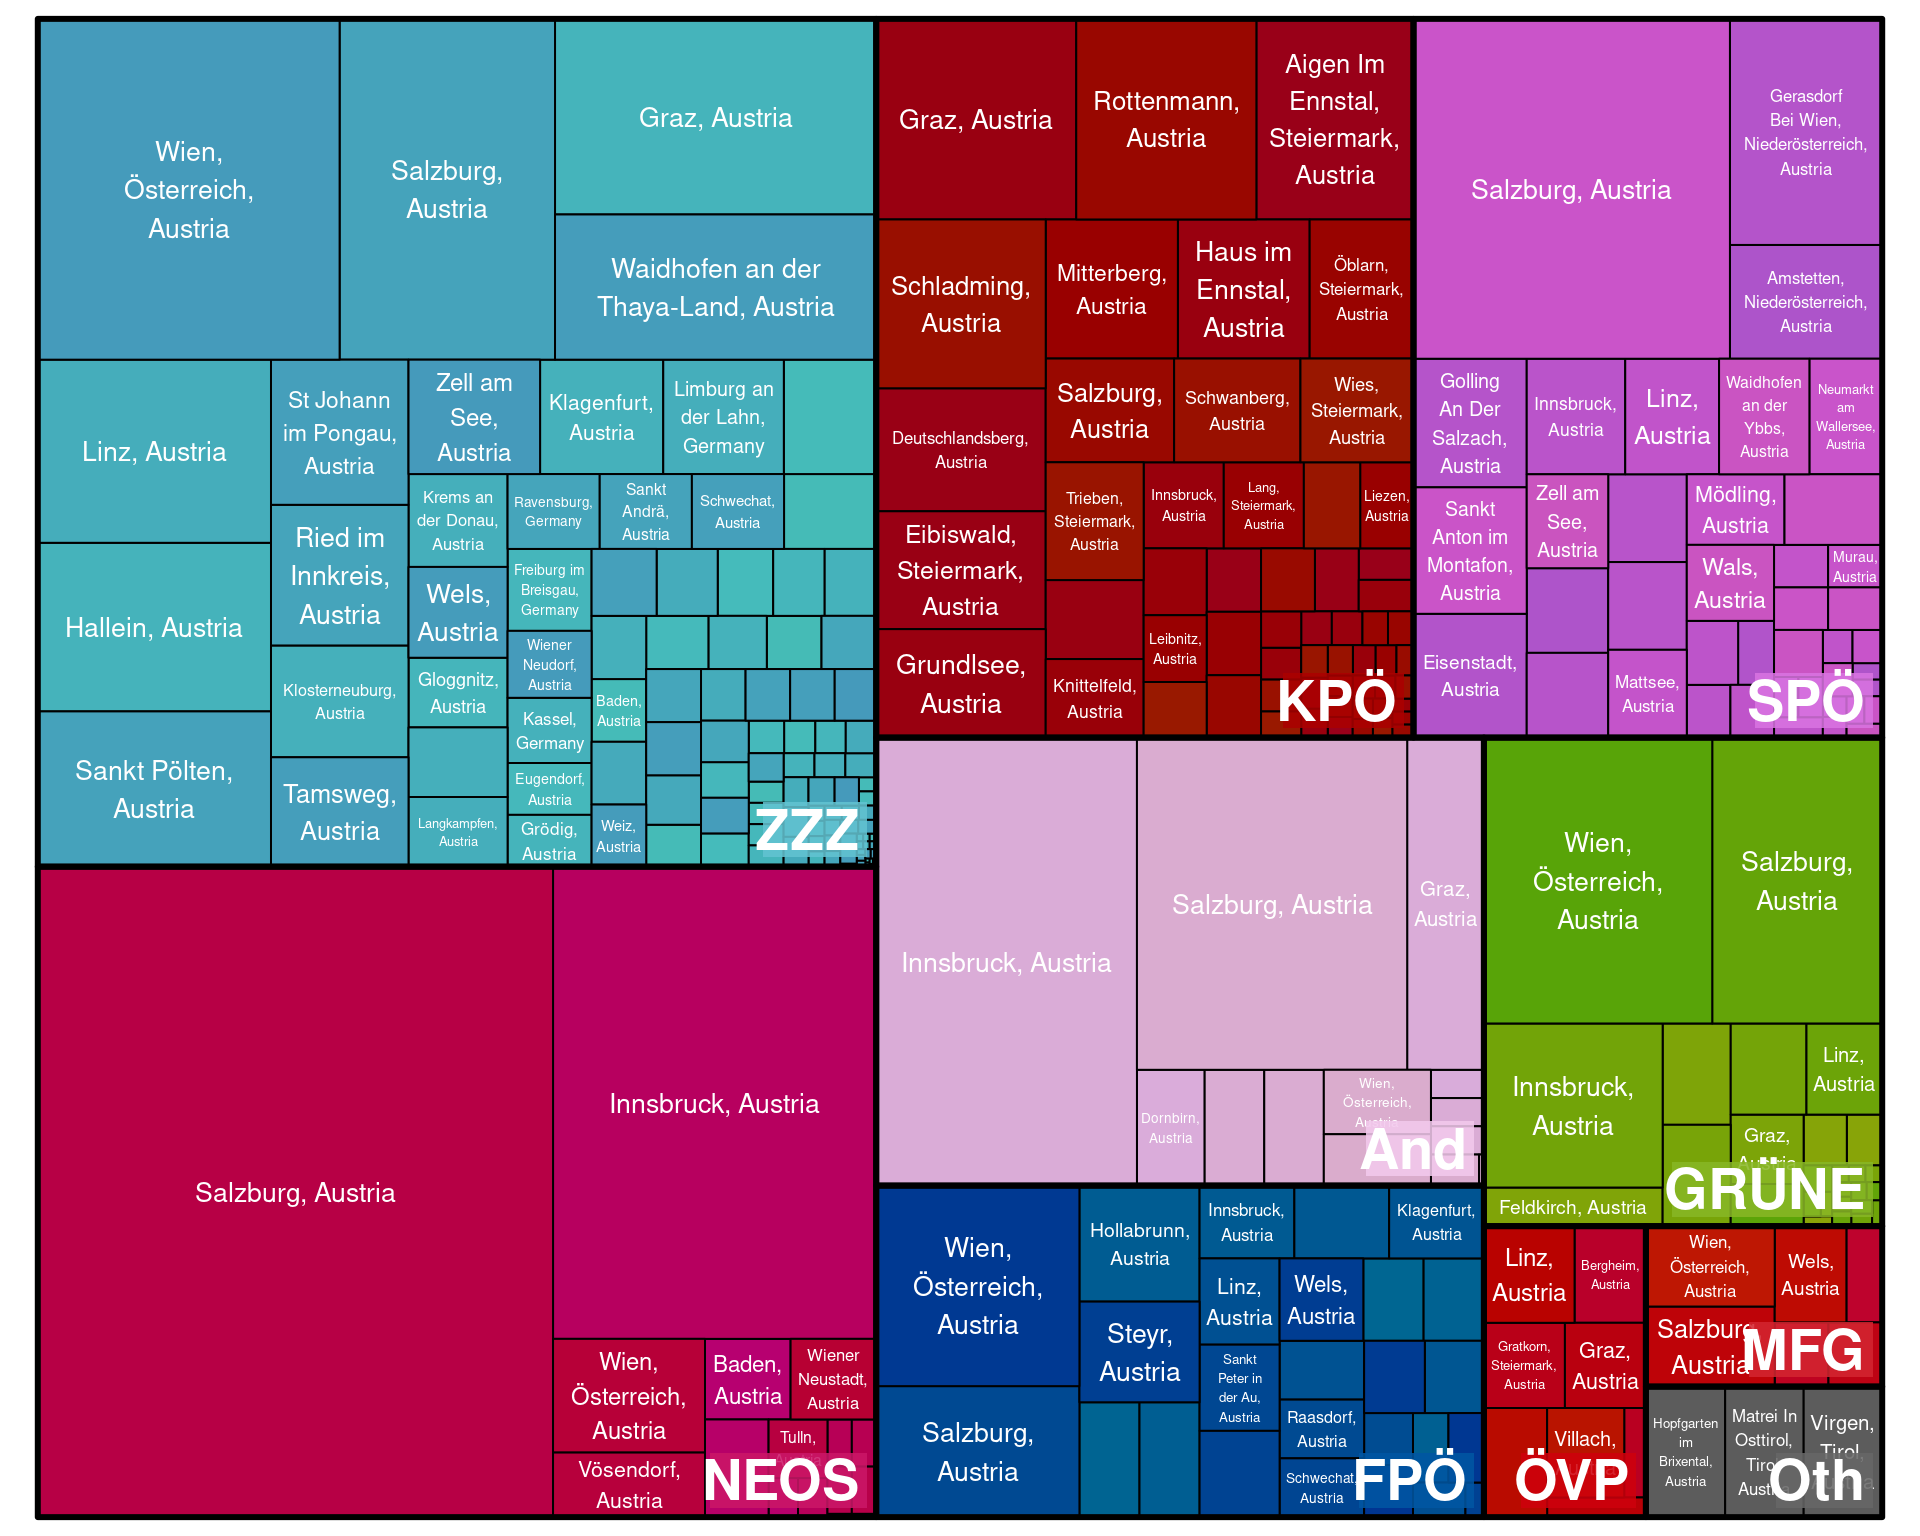 Wien,
Österreich,
Austria
Salzburg,
Austria
Graz, Austria
Waidhofen an der
Thaya-Land, Austria
Linz, Austria
St Johann
im Pongau,
Austria
Zell am
See,
Austria
Klagenfurt,
Austria
Limburg an
der Lahn,
Germany
Krems an
der Donau,
Austria
Ravensburg,
Germany
Sankt
Andrä,
Austria
Schwechat,
Austria
Hallein, Austria
Ried im
Innkreis,
Austria
Wels,
Austria
Freiburg im
Breisgau,
Germany
Wiener
Neudorf,
Austria
Klosterneuburg,
Austria
Gloggnitz,
Austria
Baden,
Austria
Kassel,
Germany
Sankt Pölten,
Austria
Tamsweg,
Austria
Eugendorf,
Austria
Langkampfen,
Austria
Grödig,
Austria
Weiz,
Austria
ZZZ
Graz, Austria
Rottenmann,
Austria
Aigen Im
Ennstal,
Steiermark,
Austria
Schladming,
Austria
Mitterberg,
Austria
Haus im
Ennstal,
Austria
Öblarn,
Steiermark,
Austria
Salzburg,
Austria
Schwanberg,
Austria
Wies,
Steiermark,
Austria
Deutschlandsberg,
Austria
Trieben,
Steiermark,
Austria
Innsbruck,
Austria
Lang,
Steiermark,
Austria
Liezen,
Austria
Eibiswald,
Steiermark,
Austria
Leibnitz,
Austria
Grundlsee,
Austria
Knittelfeld,
Austria
KPÖ
Salzburg, Austria
Gerasdorf
Bei Wien,
Niederösterreich,
Austria
Amstetten,
Niederösterreich,
Austria
Golling
An Der
Salzach,
Austria
Innsbruck,
Austria
Linz,
Austria
Waidhofen
an der
Ybbs,
Austria
Neumarkt
am
Wallersee,
Austria
Sankt
Anton im
Montafon,
Austria
Zell am
See,
Austria
Mödling,
Austria
Wals,
Austria
Murau,
Austria
Eisenstadt,
Austria
Mattsee,
Austria
SPÖ
Salzburg, Austria
Innsbruck, Austria
Wien,
Österreich,
Austria
Baden,
Austria
Wiener
Neustadt,
Austria
Vösendorf,
Austria
Tulln,
NEOS
Innsbruck, Austria
Salzburg, Austria
Graz,
Austria
Dornbirn,
Austria
Wien,
Österreich,
Austria
And
Wien,
Österreich,
Austria
Salzburg,
Austria
Innsbruck,
Austria
Linz,
Austria
Graz,
Austria
Feldkirch, Austria
GRÜNE
Wien,
Österreich,
Austria
Hollabrunn,
Austria
Innsbruck,
Austria
Klagenfurt,
Austria
Linz,
Austria
Wels,
Austria
Steyr,
Austria
Sankt
Peter in
der Au,
Austria
Salzburg,
Austria
Raasdorf,
Austria
Schwechat,
Austria
FPÖ
Linz,
Austria
Bergheim,
Austria
Gratkorn,
Steiermark,
Austria
Graz,
Austria
Villach,
ÖVP
Wien,
Österreich,
Austria
Wels,
Austria
Salzburg,
Austria
MFG
Hopfgarten
im
Brixental,
Austria
Matrei In
Osttirol,
Tirol,
Austria
Virgen,
Tirol,
Oth